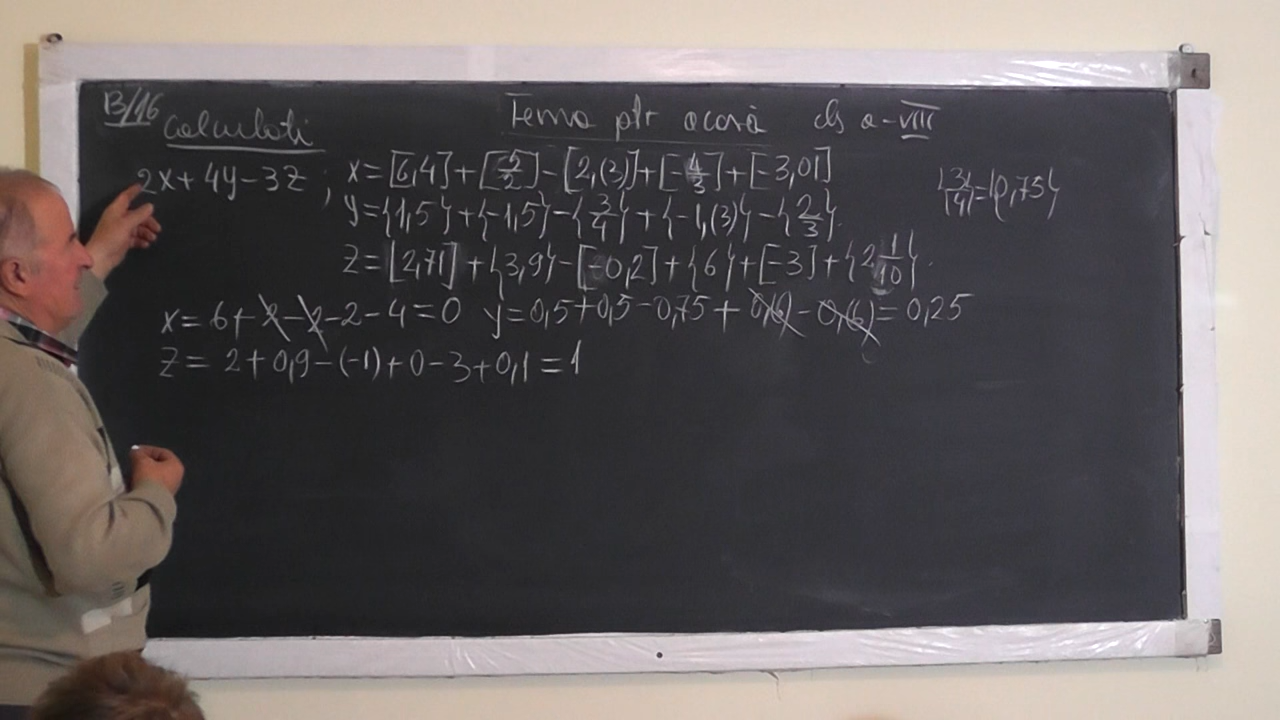 B/16 Calculati Tema ptr acasă cls a-VIII
2x+4y-3z; x=[6,4]+[5/2]-[2,(2)]+[-4/3]+[-3,01]
y={1,5}+{-1,5}-{3/4}+{-1,(3)}-{2/3}. {3/4}={0,75}
z=[2,71]+{3,9}-[-0,2]+{6}+[-3]+{2 1/10}.
x=6+2-2-2-4=0 y=0,5+0,5-0,75+0,(6)-0,(6)=0,25
z=2+0,9-(-1)+0-3+0,1=1